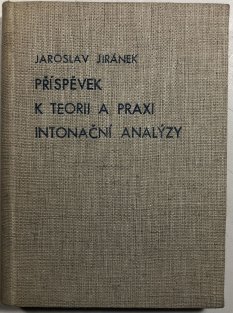 JAROSLAV JIRÁNEK
PŘÍSPĚVEK
K TEORII A PRAXI
INTONAČNÍ ANALÝZY